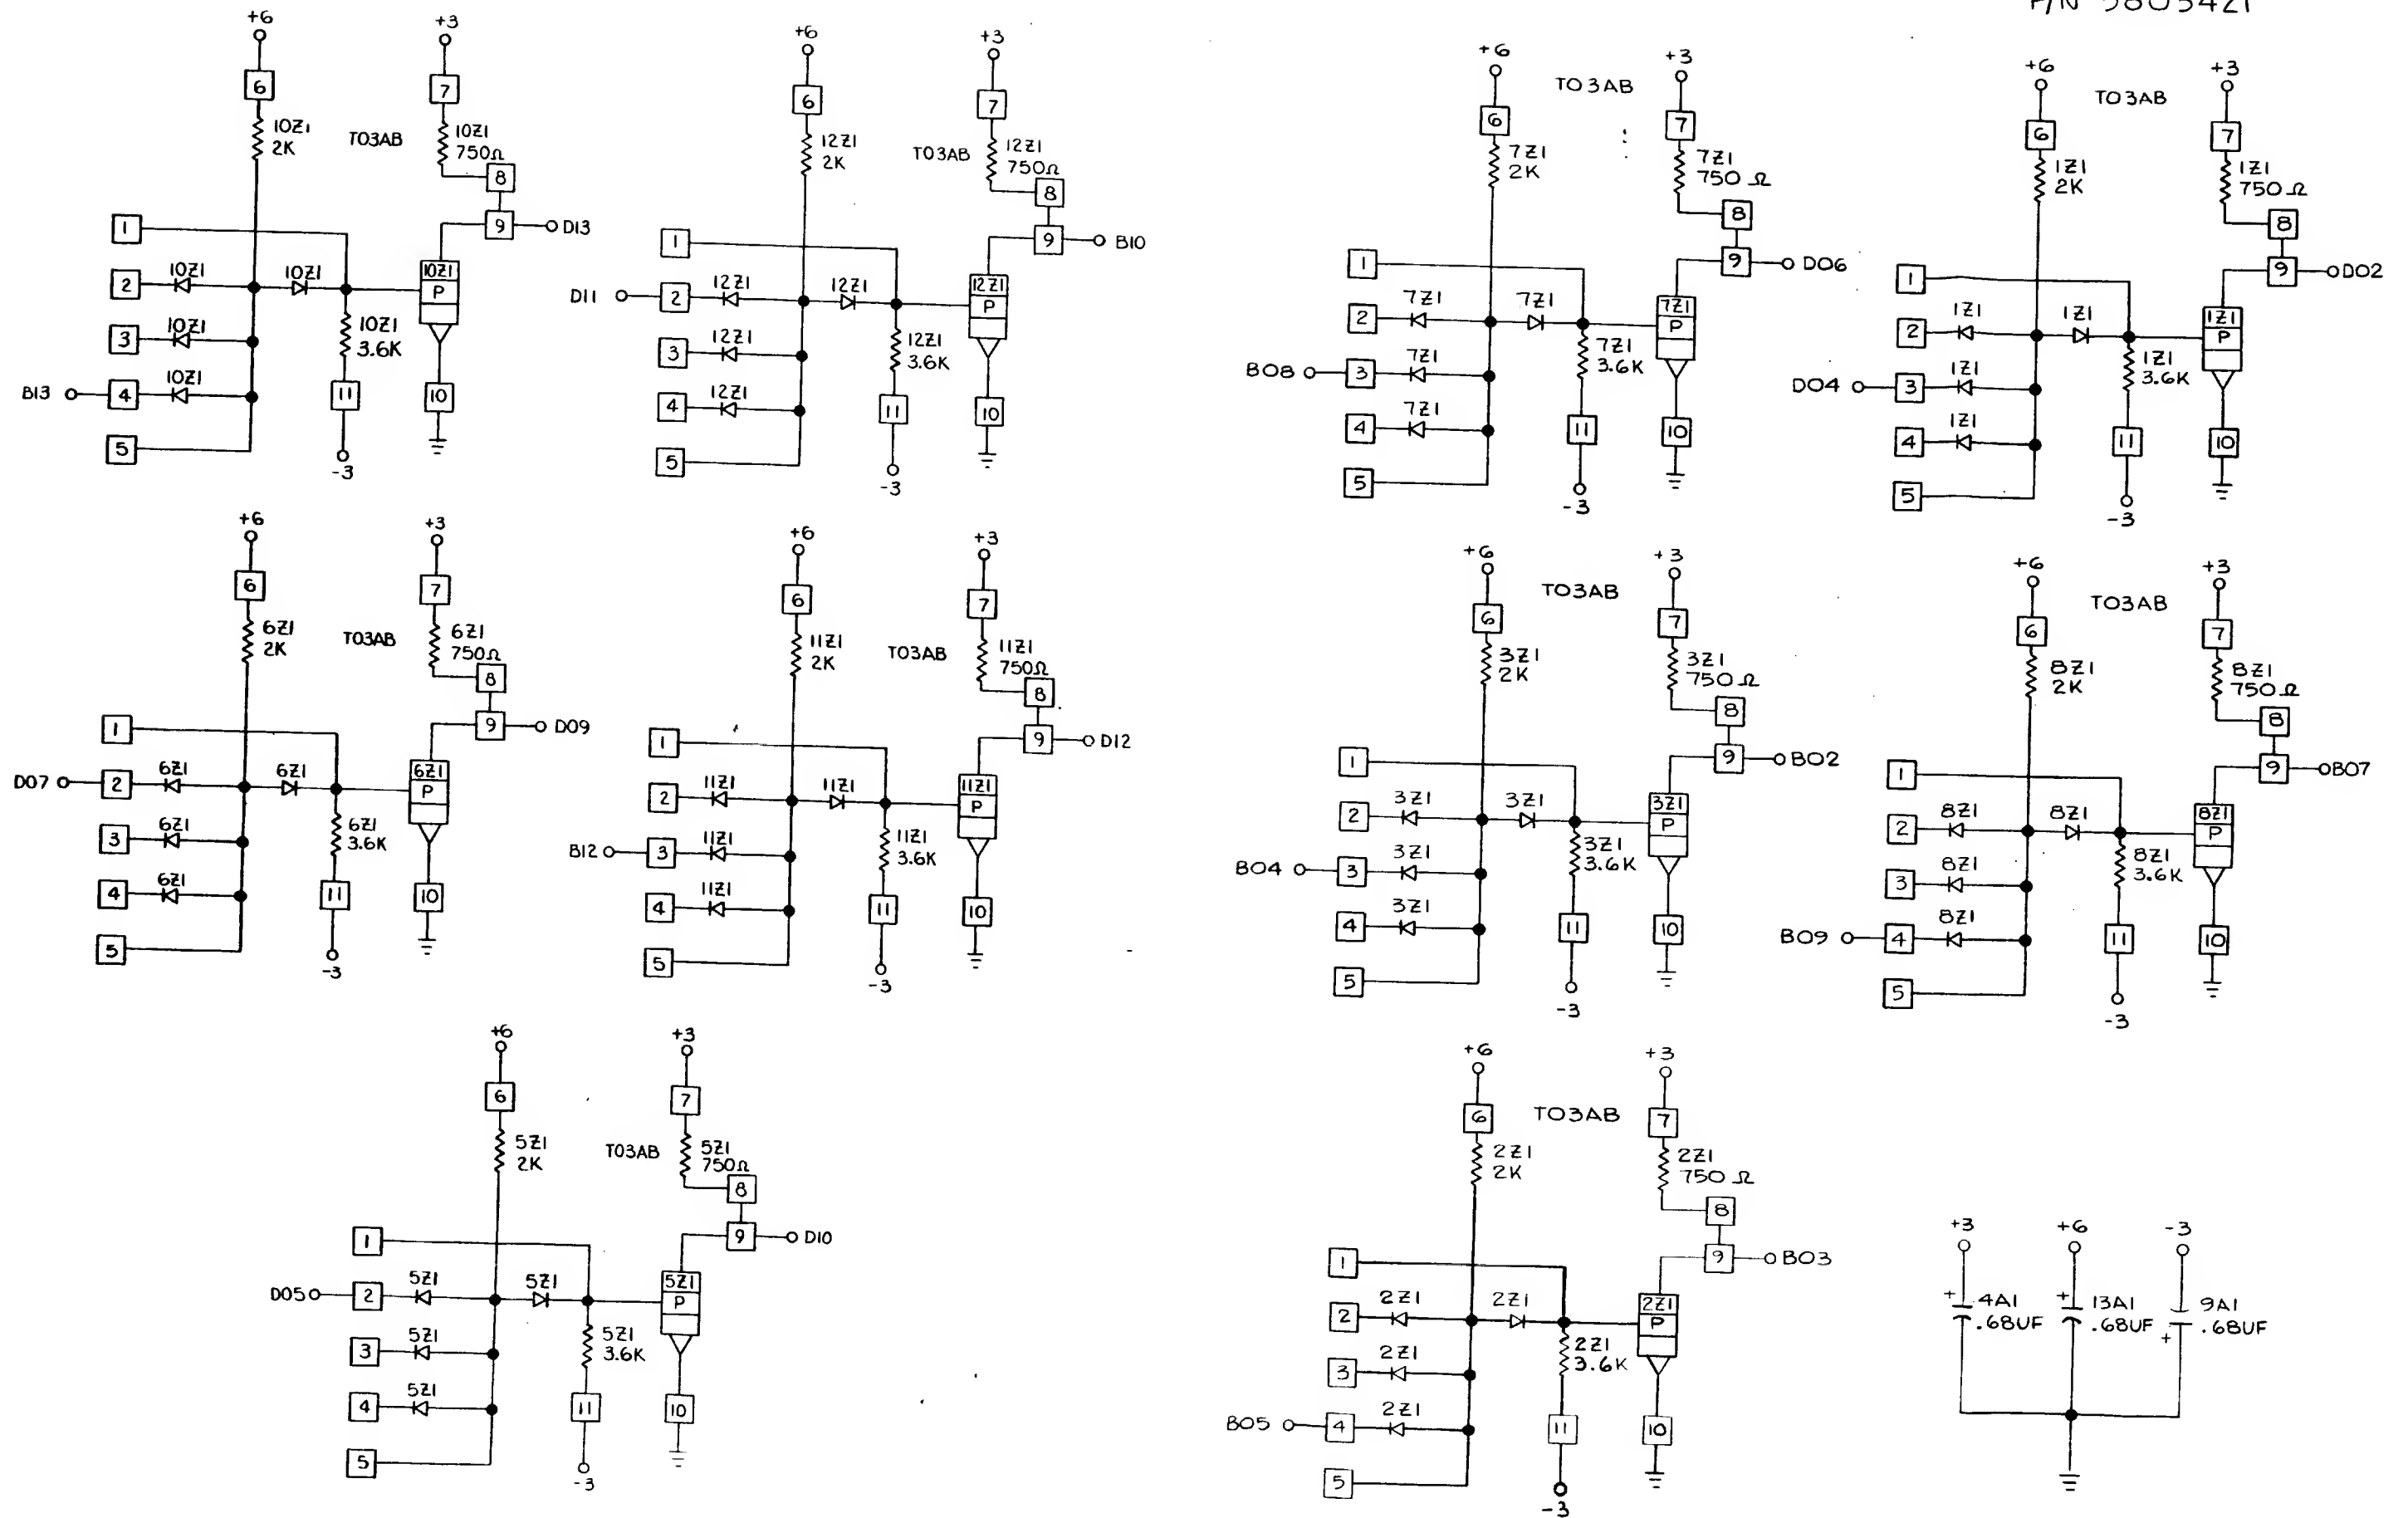 +6
+3
6
7
10Z1
2K
T03AB
10Z1
750Ω
8
1
9
D13
2
10Z1
10Z1
10Z1
P
3
10Z1
10Z1
3.6K
B13
4
10Z1
11
10
5
-3
+6
+3
6
7
12Z1
2K
T03AB
12Z1
750Ω
8
1
9
B10
D11
2
12Z1
12Z1
12Z1
P
3
12Z1
12Z1
3.6K
4
12Z1
11
10
5
-3
+6
T03AB
+3
6
7
7Z1
2K
7Z1
750 Ω
8
1
9
D06
2
7Z1
7Z1
7Z1
P
B08
3
7Z1
7Z1
3.6K
4
7Z1
11
10
5
-3
+6
T03AB
+3
6
7
1Z1
2K
1Z1
750 Ω
8
1
9
D02
2
1Z1
1Z1
1Z1
P
D04
3
1Z1
1Z1
3.6K
4
1Z1
11
10
5
-3
+6
+3
6
7
6Z1
2K
T03AB
6Z1
750Ω
8
1
9
D09
D07
2
6Z1
6Z1
6Z1
P
3
6Z1
6Z1
3.6K
4
6Z1
11
10
5
-3
+6
+3
6
7
11Z1
2K
T03AB
11Z1
750Ω
8
1
9
D12
2
11Z1
11Z1
11Z1
P
B12
3
11Z1
11Z1
3.6K
4
11Z1
11
10
5
-3
+6
T03AB
+3
6
7
3Z1
2K
3Z1
750 Ω
8
1
9
B02
2
3Z1
3Z1
3Z1
P
B04
3
3Z1
3Z1
3.6K
4
3Z1
11
10
5
-3
+6
T03AB
+3
6
7
8Z1
2K
8Z1
750 Ω
8
1
9
B07
2
8Z1
8Z1
8Z1
P
3
8Z1
8Z1
3.6K
B09
4
8Z1
11
10
5
-3
+6
+3
6
7
5Z1
2K
T03AB
5Z1
750Ω
8
1
9
D10
D05
2
5Z1
5Z1
5Z1
P
3
5Z1
5Z1
3.6K
4
5Z1
11
10
5
-3
+6
T03AB
+3
6
7
2Z1
2K
2Z1
750 Ω
8
1
9
B03
2
2Z1
2Z1
2Z1
P
3
2Z1
2Z1
3.6K
B05
4
2Z1
11
10
5
-3
+3
+6
-3
+
4A1
.68UF
+
13A1
.68UF
9A1
.68UF
+